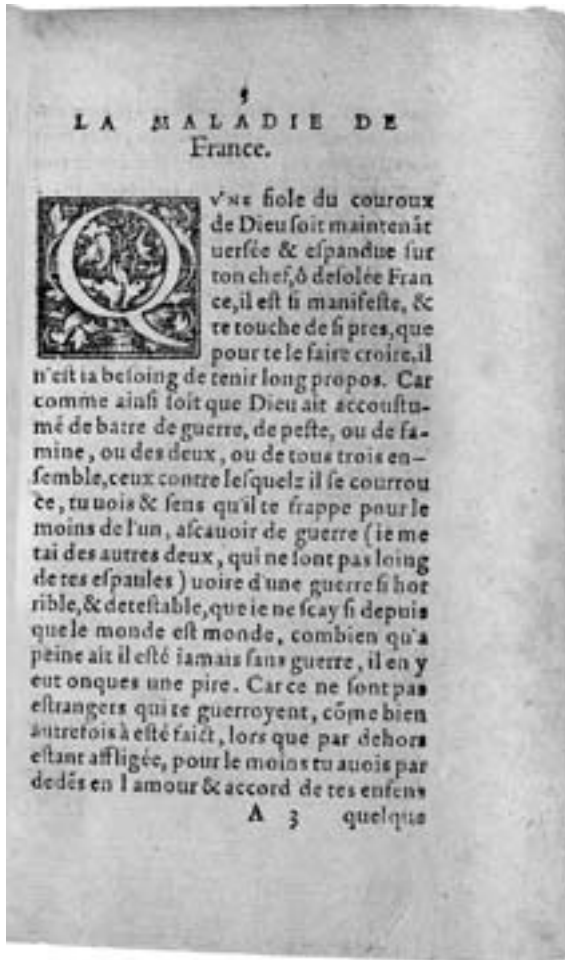 5
LA MALADIE DE
France.
QV'NE fiole du couroux
de Dieu soit maintenãt
uersée & espandue sur
ton chef, ô desolée Fran
ce, il est si manifeste, &
te touche de si pres, que
pour te le faire croire, il
n'est ia besoing de tenir long propos. Car
comme ainsi soit que Dieu ait accoustu-
mé de batre de guerre, de peste, ou de fa-
mine, ou des deux, ou de tous trois en-
semble, ceux contre lesquelz il se courrou
ce, tu uois & sens qu'il te frappe pour le
moins de l'un, ascauoir de guerre (ie me
tai des autres deux, qui ne sont pas loing
de tes espaules) uoire d'une guerre si hor
rible, & detestable, que ie ne scay si depuis
que le monde est monde, combien qu'a
peine ait il esté iamais sans guerre, il en y
eut onques une pire. Car ce ne sont pas
estrangers qui te guerroyent, cõme bien
autrefois à esté faict, lors que par dehors
estant affligée, pour le moins tu auois par
dedẽs en l amour & accord de tes enfens
A 3 quelque